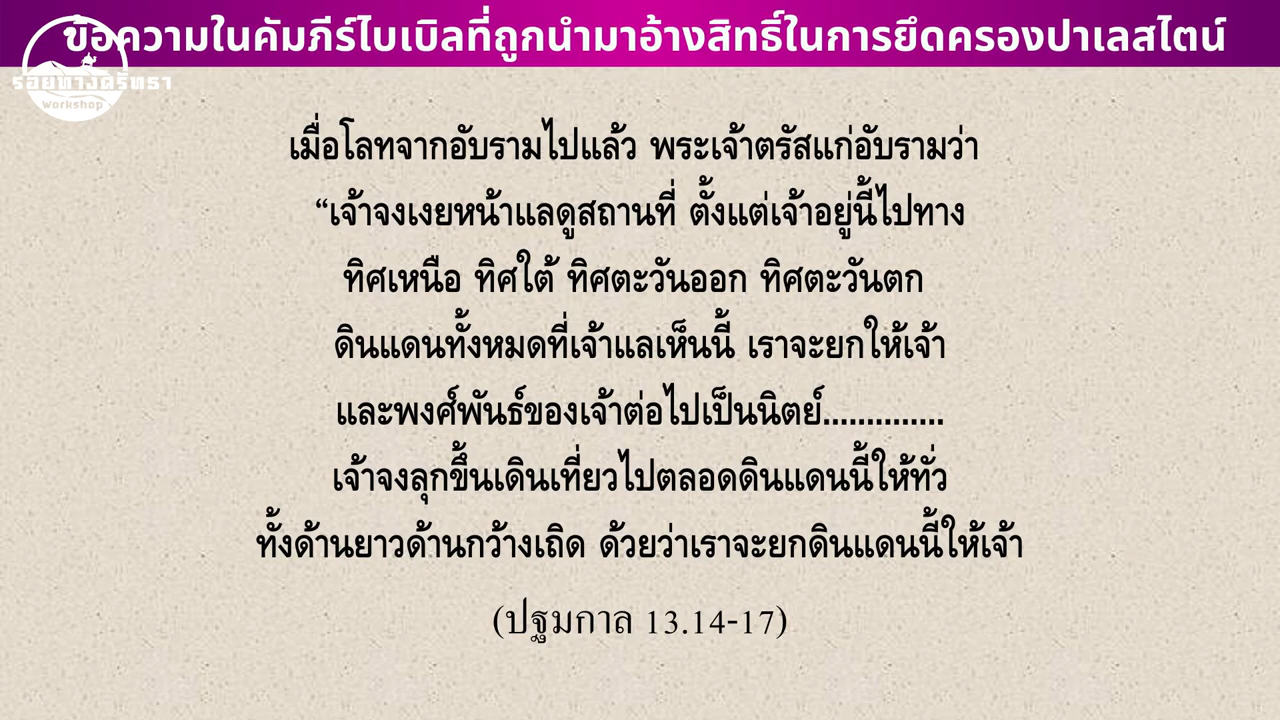 ข้อความในคัมภีร์ไบเบิลที่ถูกนำมาอ้างสิทธิ์ในการยึดครองปาเลสไตน์
รอยทางศรัทธา
Workshop
เมื่อโลทจากอับรามไปแล้ว พระเจ้าตรัสแก่อับรามว่า
“เจ้าจงเงยหน้าแลดูสถานที่ ตั้งแต่เจ้าอยู่นี้ไปทาง
ทิศเหนือ ทิศใต้ ทิศตะวันออก ทิศตะวันตก
ดินแดนทั้งหมดที่เจ้าแลเห็นนี้ เราจะยกให้เจ้า
และพงศ์พันธ์ของเจ้าต่อไปเป็นนิตย์..............
เจ้าจงลุกขึ้นเดินเที่ยวไปตลอดดินแดนนี้ให้ทั่ว
ทั้งด้านยาวด้านกว้างเถิด ด้วยว่าเราจะยกดินแดนนี้ให้เจ้า
(ปฐมกาล 13.14-17)